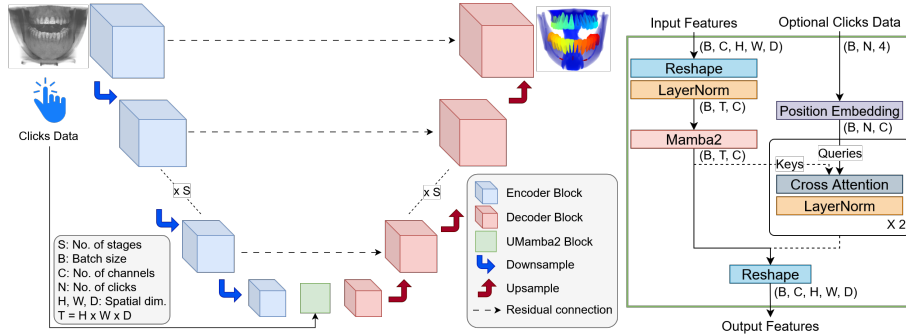 Clicks Data
x S
x S
S: No. of stages
B: Batch size
C: No. of channels
N: No. of clicks
H, W, D: Spatial dim.
T = H x W x D
Encoder Block
Decoder Block
UMamba2 Block
Downsample
Upsample
Residual connection
Input Features
Optional Clicks Data
(B, C, H, W, D)
(B, N, 4)
Reshape
LayerNorm
(B, T, C)
Position Embedding
(B, N, C)
Mamba2
(B, T, C)
Keys
Queries
Cross Attention
LayerNorm
X 2
Reshape
(B, C, H, W, D)
Output Features